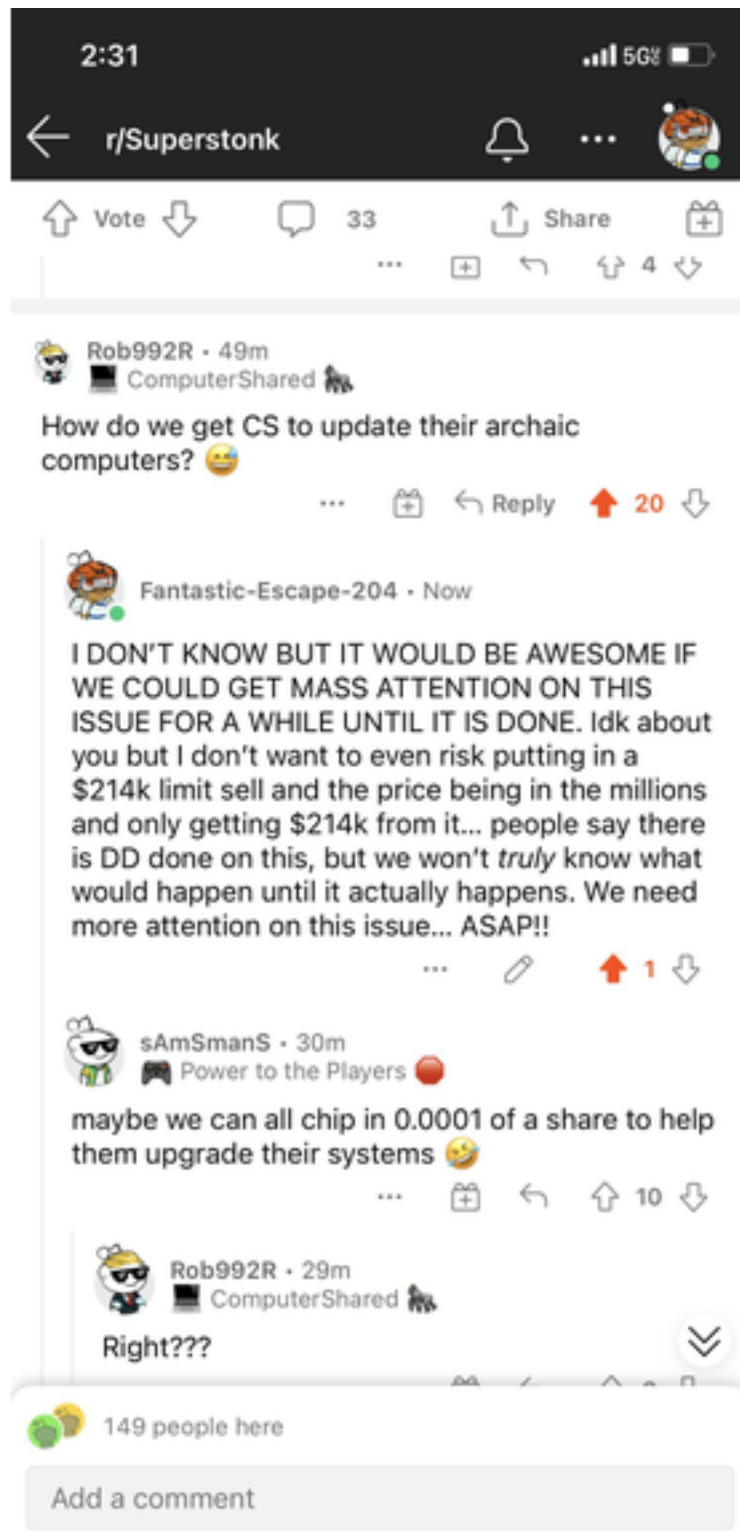 2:31 5G
r/Superstonk
Vote 33 Share
4
Rob992R • 49m
ComputerShared
How do we get CS to update their archaic
computers? 😅
Reply 20
Fantastic-Escape-204 • Now
I DON'T KNOW BUT IT WOULD BE AWESOME IF
WE COULD GET MASS ATTENTION ON THIS
ISSUE FOR A WHILE UNTIL IT IS DONE. Idk about
you but I don't want to even risk putting in a
$214k limit sell and the price being in the millions
and only getting $214k from it... people say there
is DD done on this, but we won't truly know what
would happen until it actually happens. We need
more attention on this issue... ASAP!!
1
sAmSmanS • 30m
Power to the Players
maybe we can all chip in 0.0001 of a share to help
them upgrade their systems 🤣
10
Rob992R • 29m
ComputerShared
Right???
149 people here
Add a comment